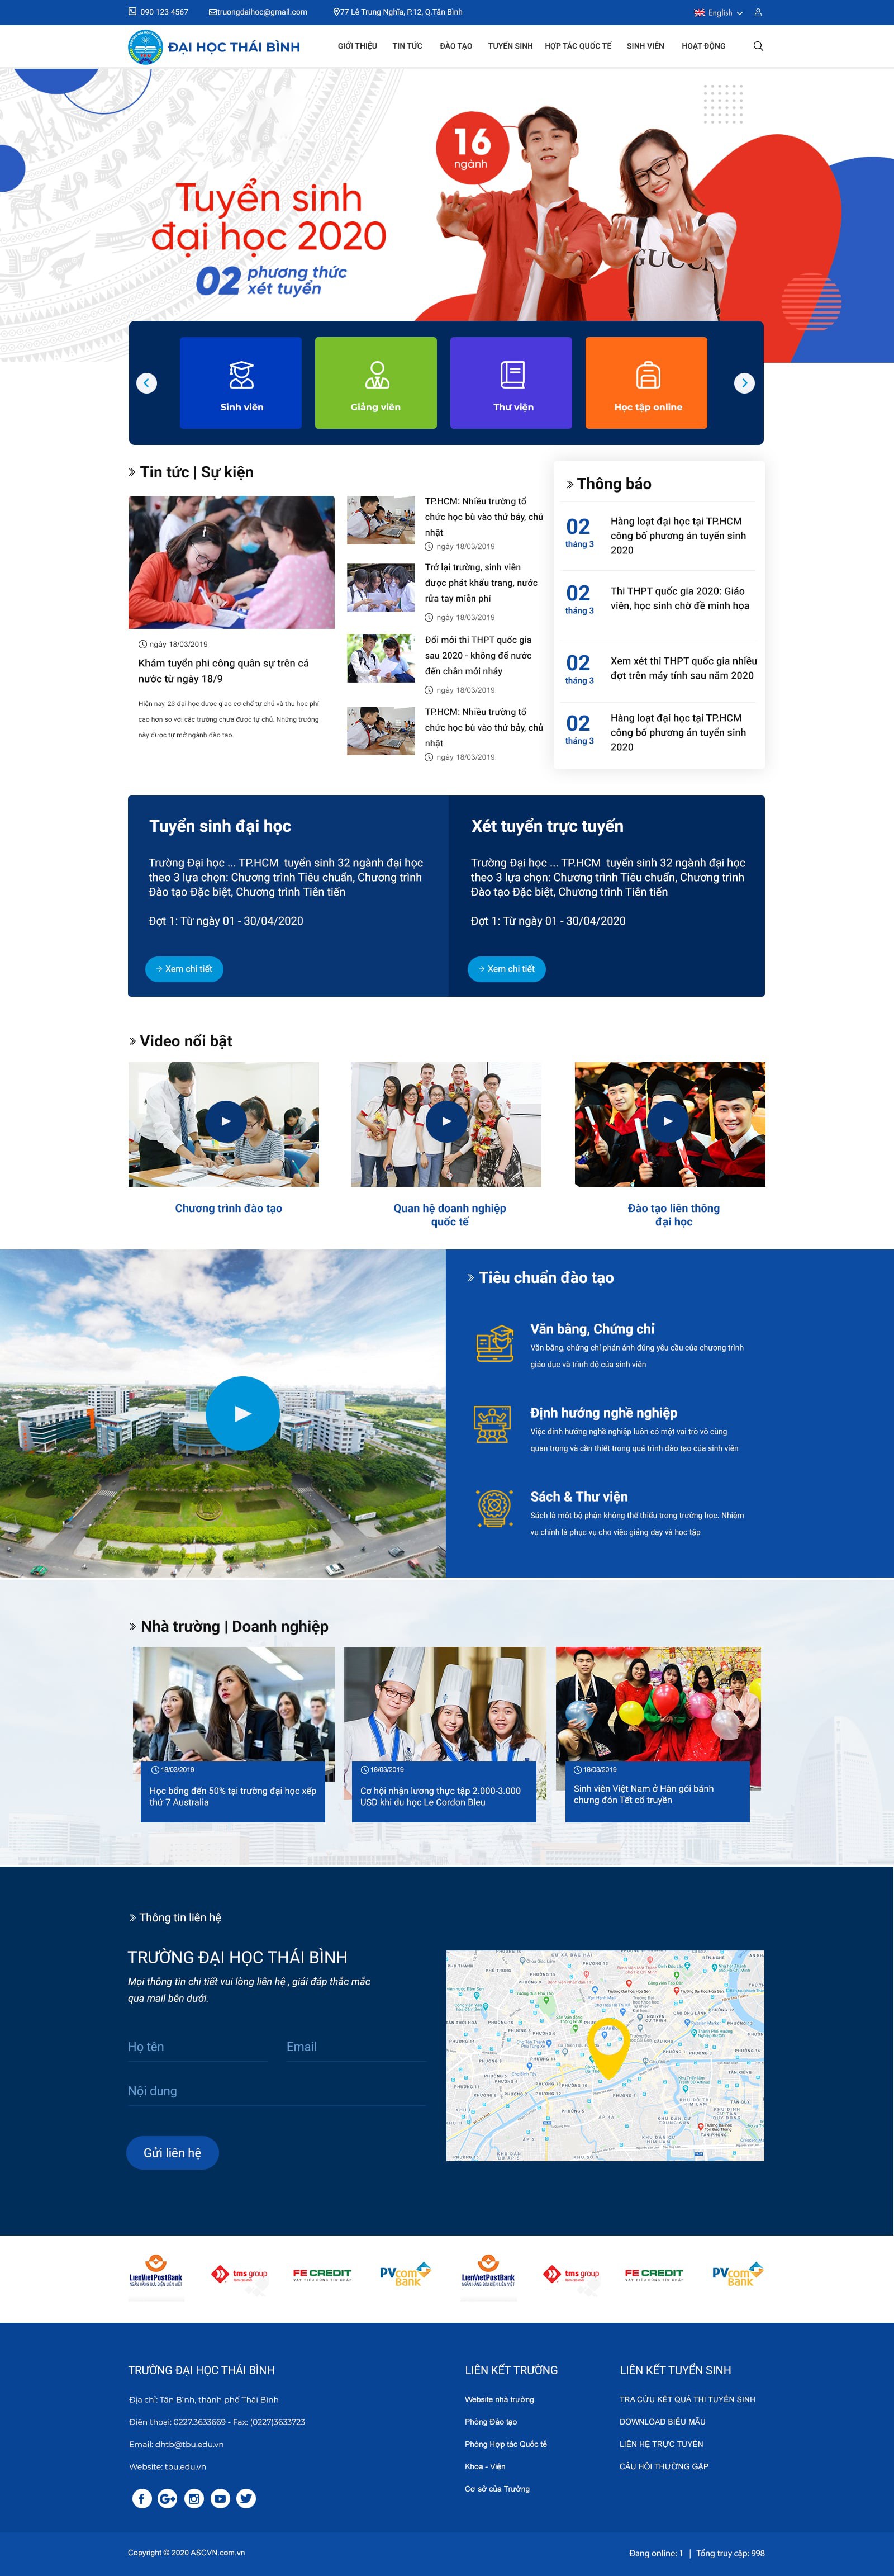 090 123 4567
truongdaihoc@gmail.com
77 Lê Trung Nghĩa, P.12, Q.Tân Bình
English
ĐẠI HỌC THÁI BÌNH
GIỚI THIỆU
TIN TỨC
ĐÀO TẠO
TUYỂN SINH
HỢP TÁC QUỐC TẾ
SINH VIÊN
HOẠT ĐỘNG
16
ngành
Tuyển sinh
đại học 2020
02 phương thức
xét tuyển
GUCCI
Sinh viên
Giảng viên
Thư viện
Học tập online
Tin tức | Sự kiện
ngày 18/03/2019
Khám tuyển phi công quân sự trên cả
nước từ ngày 18/9
Hiện nay, 23 đại học được giao cơ chế tự chủ và thu học phí
cao hơn so với các trường chưa được tự chủ. Những trường
này được tự mở ngành đào tạo.
TP.HCM: Nhiều trường tổ
chức học bù vào thứ bảy, chủ
nhật
ngày 18/03/2019
Trở lại trường, sinh viên
được phát khẩu trang, nước
rửa tay miễn phí
ngày 18/03/2019
Đổi mới thi THPT quốc gia
sau 2020 - không để nước
đến chân mới nhảy
ngày 18/03/2019
TP.HCM: Nhiều trường tổ
chức học bù vào thứ bảy, chủ
nhật
ngày 18/03/2019
Thông báo
02
tháng 3
Hàng loạt đại học tại TP.HCM
công bố phương án tuyển sinh
2020
02
tháng 3
Thi THPT quốc gia 2020: Giáo
viên, học sinh chờ đề minh họa
02
tháng 3
Xem xét thi THPT quốc gia nhiều
đợt trên máy tính sau năm 2020
02
tháng 3
Hàng loạt đại học tại TP.HCM
công bố phương án tuyển sinh
2020
Tuyển sinh đại học
Trường Đại học ... TP.HCM tuyển sinh 32 ngành đại học
theo 3 lựa chọn: Chương trình Tiêu chuẩn, Chương trình
Đào tạo Đặc biệt, Chương trình Tiên tiến
Đợt 1: Từ ngày 01 - 30/04/2020
Xem chi tiết
Xét tuyển trực tuyến
Trường Đại học ... TP.HCM tuyển sinh 32 ngành đại học
theo 3 lựa chọn: Chương trình Tiêu chuẩn, Chương trình
Đào tạo Đặc biệt, Chương trình Tiên tiến
Đợt 1: Từ ngày 01 - 30/04/2020
Xem chi tiết
Video nổi bật
Chương trình đào tạo
Quan hệ doanh nghiệp
quốc tế
Đào tạo liên thông
đại học
Tiêu chuẩn đào tạo
Văn bằng, Chứng chỉ
Văn bằng, chứng chỉ phản ánh đúng yêu cầu của chương trình
giáo dục và trình độ của sinh viên
Định hướng nghề nghiệp
Việc đinh hướng nghề nghiệp luôn có một vai trò vô cùng
quan trọng và cần thiết trong quá trình đào tạo của sinh viên
Sách & Thư viện
Sách là một bộ phận không thể thiếu trong trường học. Nhiệm
vụ chính là phục vụ cho việc giảng dạy và học tập
Nhà trường | Doanh nghiệp
18/03/2019
Học bổng đến 50% tại trường đại học xếp
thứ 7 Australia
18/03/2019
Cơ hội nhận lương thực tập 2.000-3.000
USD khi du học Le Cordon Bleu
18/03/2019
Sinh viên Việt Nam ở Hàn gói bánh
chưng đón Tết cổ truyền
Thông tin liên hệ
TRƯỜNG ĐẠI HỌC THÁI BÌNH
Mọi thông tin chi tiết vui lòng liên hệ , giải đáp thắc mắc
qua mail bên dưới.
Họ tên
Email
Nội dung
Gửi liên hệ
LienVietPostBank
NGÂN HÀNG BƯU ĐIỆN LIÊN VIỆT
tms group
FE CREDIT
VAY TIÊU DÙNG TÍN CHẤP
PVcom
Bank
LienVietPostBank
NGÂN HÀNG BƯU ĐIỆN LIÊN VIỆT
tms group
FE CREDIT
VAY TIÊU DÙNG TÍN CHẤP
PVcom
Bank
TRƯỜNG ĐẠI HỌC THÁI BÌNH
Địa chỉ: Tân Bình, thành phố Thái Bình
Điện thoại: 0227.3633669 - Fax: (0227)3633723
Email: dhtb@tbu.edu.vn
Website: tbu.edu.vn
LIÊN KẾT TRƯỜNG
Website nhà trường
Phòng Đào tạo
Phòng Hợp tác Quốc tế
Khoa - Viện
Cơ sở của Trường
LIÊN KẾT TUYỂN SINH
TRA CỨU KẾT QUẢ THI TUYỂN SINH
DOWNLOAD BIỂU MẪU
LIÊN HỆ TRỰC TUYẾN
CÂU HỎI THƯỜNG GẶP
Copyright © 2020 ASCVN.com.vn
Đang online: 1 | Tổng truy cập: 998